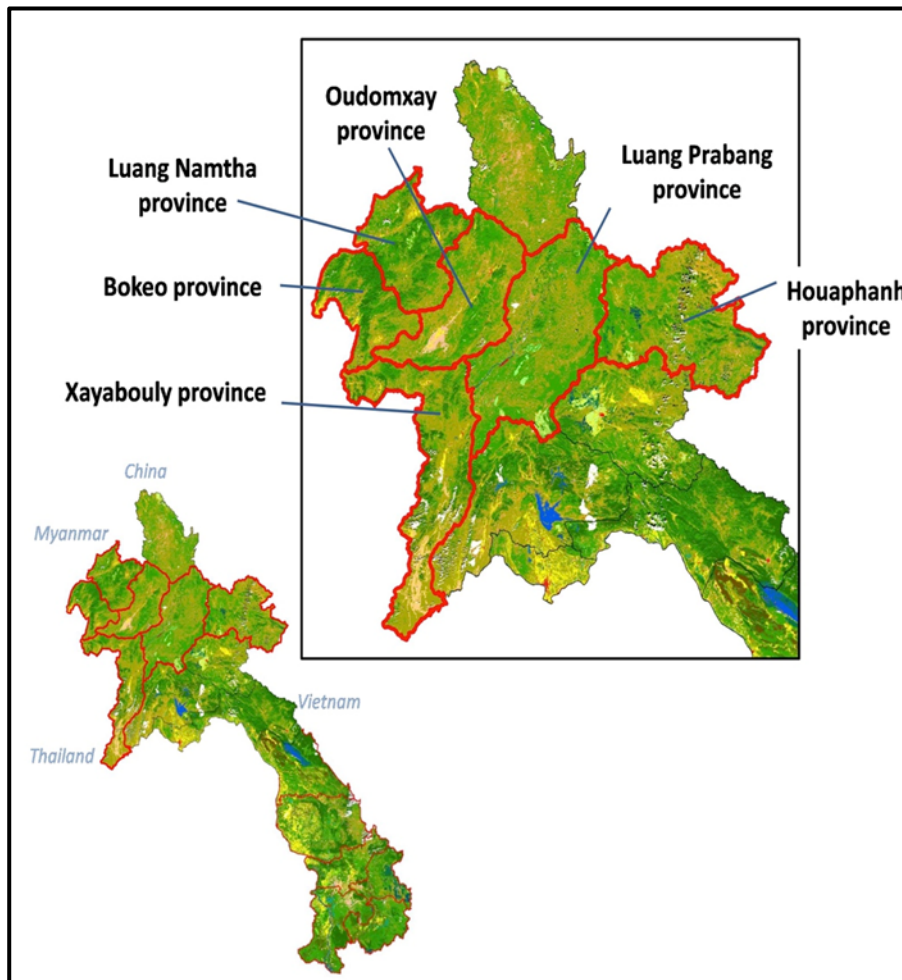 Oudomxay
province
Luang Prabang
province
Luang Namtha
province
Bokeo province
Houaphanh
province
Xayabouly province
China
Myanmar
Vietnam
Thailand